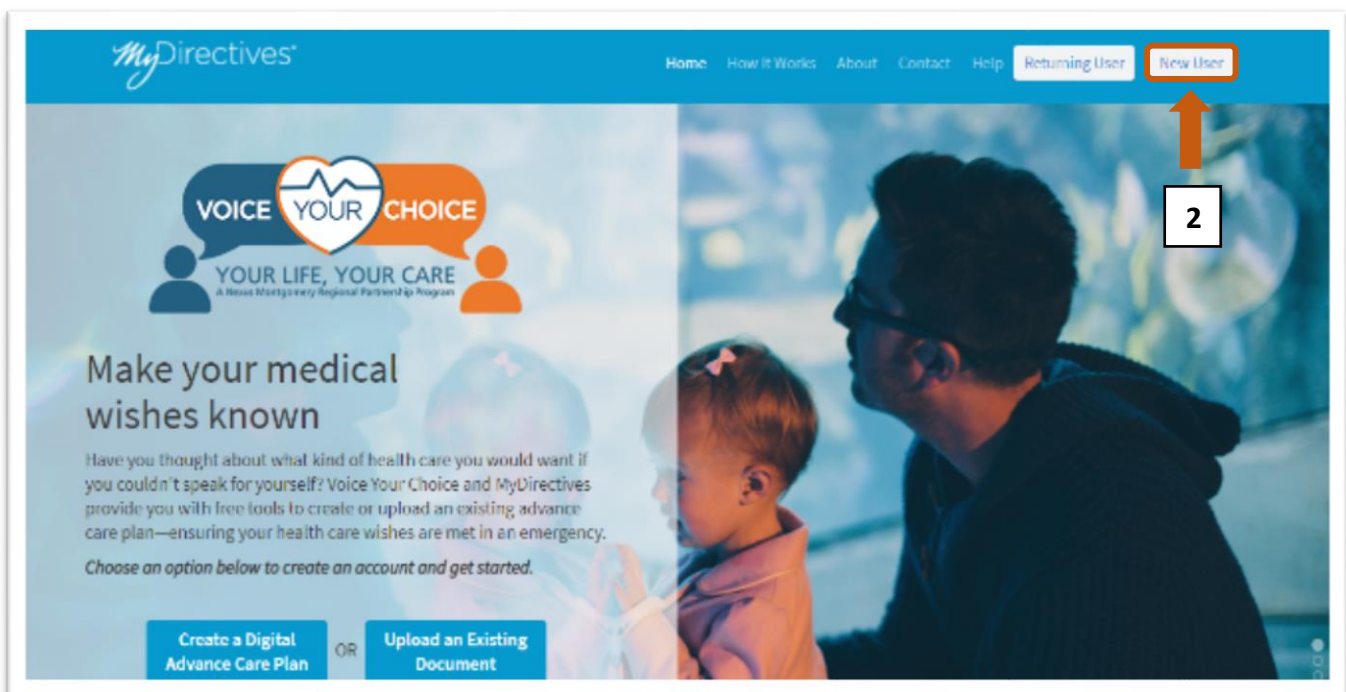 MyDirectives®
Home How It Works About Contact Help Returning User New User
2
VOICE YOUR CHOICE
YOUR LIFE, YOUR CARE
A Nexus Montgomery Regional Partnership Program
Make your medical
wishes known
Have you thought about what kind of health care you would want if
you couldn't speak for yourself? Voice Your Choice and MyDirectives
provide you with free tools to create or upload an existing advance
care plan—ensuring your health care wishes are met in an emergency.
Choose an option below to create an account and get started.
Create a Digital
Advance Care Plan
OR
Upload an Existing
Document